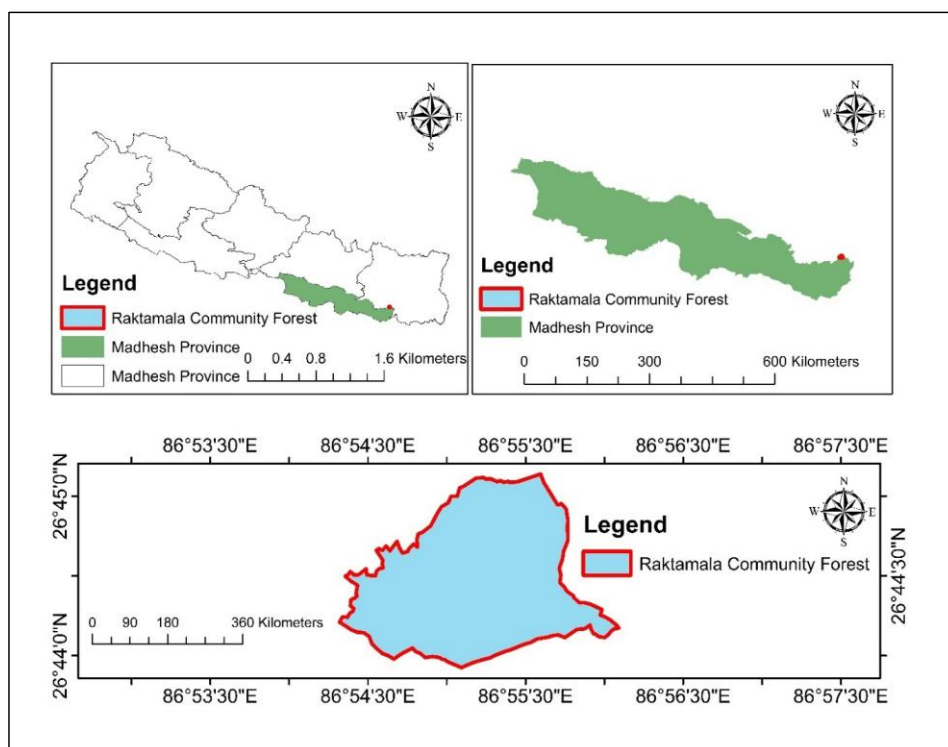 N
W E
S
Legend
Raktamala Community Forest
Madhesh Province
0 0.4 0.8 1.6 Kilometers
Madhesh Province
N
W E
S
Legend
Raktamala Community Forest
Madhesh Province
0 150 300 600 Kilometers
86°53'30"E 86°54'30"E 86°55'30"E 86°56'30"E 86°57'30"E
26°45'0"N
26°44'0"N
N
W E
S
Legend
Raktamala Community Forest
26°44'30"N
0 90 180 360 Kilometers
86°53'30"E 86°54'30"E 86°55'30"E 86°56'30"E 86°57'30"E